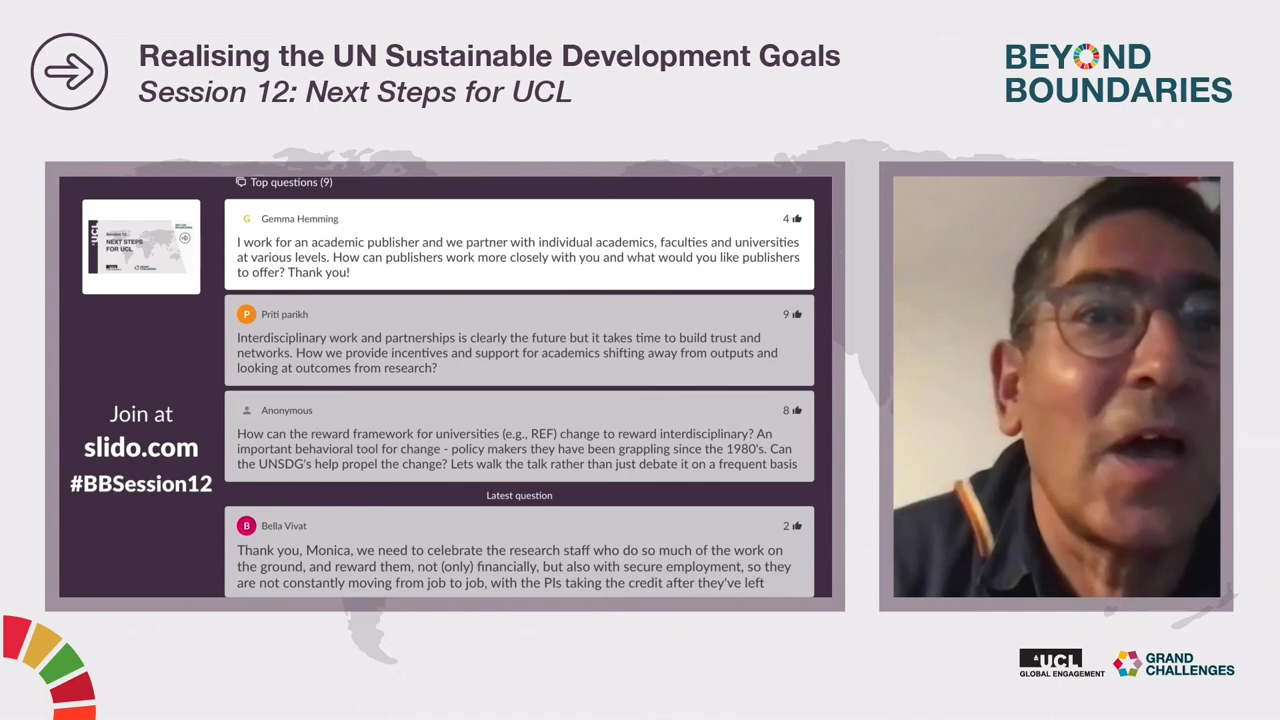 Realising the UN Sustainable Development Goals
Session 12: Next Steps for UCL
BEYOND
BOUNDARIES
Top questions (9)
UCL
Session 12
NEXT STEPS
FOR UCL
Join at
slido.com
#BBSession12
G Gemma Hemming 4
I work for an academic publisher and we partner with individual academics, faculties and universities
at various levels. How can publishers work more closely with you and what would you like publishers
to offer? Thank you!
P Priti parikh 9
Interdisciplinary work and partnerships is clearly the future but it takes time to build trust and
networks. How we provide incentives and support for academics shifting away from outputs and
looking at outcomes from research?
Anonymous 8
How can the reward framework for universities (e.g., REF) change to reward interdisciplinary? An
important behavioral tool for change - policy makers they have been grappling since the 1980's. Can
the UNSDG's help propel the change? Lets walk the talk rather than just debate it on a frequent basis
Latest question
B Bella Vivat 2
Thank you, Monica, we need to celebrate the research staff who do so much of the work on
the ground, and reward them, not (only) financially, but also with secure employment, so they
are not constantly moving from job to job, with the PIs taking the credit after they've left
UCL
GLOBAL ENGAGEMENT
GRAND
CHALLENGES